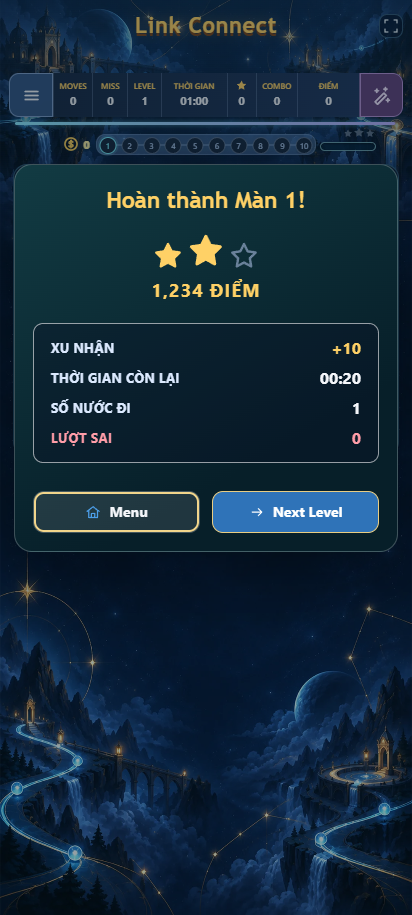 Link Connect
MOVES MISS LEVEL THỜI GIAN COMBO ĐIỂM
0 0 1 01:00 0 0 0
$ 0 1 2 3 4 5 6 7 8 9 10
Hoàn thành Màn 1!
1,234 ĐIỂM
XU NHẬN +10
THỜI GIAN CÒN LẠI 00:20
SỐ NƯỚC ĐI 1
LƯỢT SAI 0
Menu Next Level